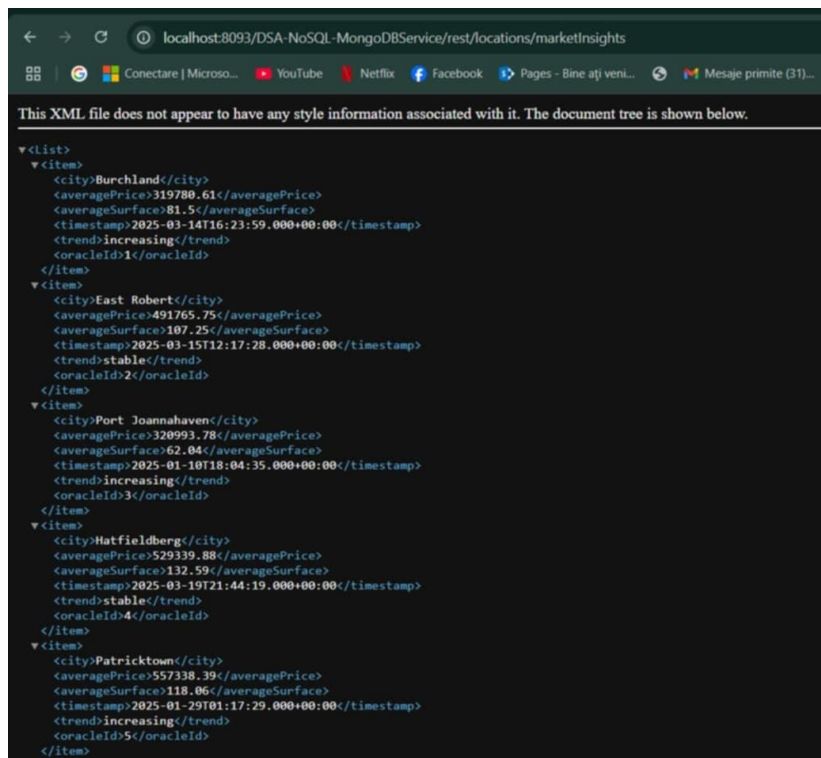 localhost:8093/DSA-NoSQL-MongoDBService/rest/locations/marketInsights
Conectare | Microso... YouTube Netflix Facebook Pages - Bine aţi veni... Mesaje primite (31)...
This XML file does not appear to have any style information associated with it. The document tree is shown below.
▼<List>
▼<item>
<city>Burchland</city>
<averagePrice>319780.61</averagePrice>
<averageSurface>81.5</averageSurface>
<timestamp>2025-03-14T16:23:59.000+00:00</timestamp>
<trend>increasing</trend>
<oracleId>1</oracleId>
</item>
▼<item>
<city>East Robert</city>
<averagePrice>491765.75</averagePrice>
<averageSurface>107.25</averageSurface>
<timestamp>2025-03-15T12:17:28.000+00:00</timestamp>
<trend>stable</trend>
<oracleId>2</oracleId>
</item>
▼<item>
<city>Port Joannahaven</city>
<averagePrice>320993.78</averagePrice>
<averageSurface>62.04</averageSurface>
<timestamp>2025-01-10T18:04:35.000+00:00</timestamp>
<trend>increasing</trend>
<oracleId>3</oracleId>
</item>
▼<item>
<city>Hatfieldberg</city>
<averagePrice>529339.88</averagePrice>
<averageSurface>132.59</averageSurface>
<timestamp>2025-03-19T21:44:19.000+00:00</timestamp>
<trend>stable</trend>
<oracleId>4</oracleId>
</item>
▼<item>
<city>Patricktown</city>
<averagePrice>557338.39</averagePrice>
<averageSurface>118.06</averageSurface>
<timestamp>2025-01-29T01:17:29.000+00:00</timestamp>
<trend>increasing</trend>
<oracleId>5</oracleId>
</item>